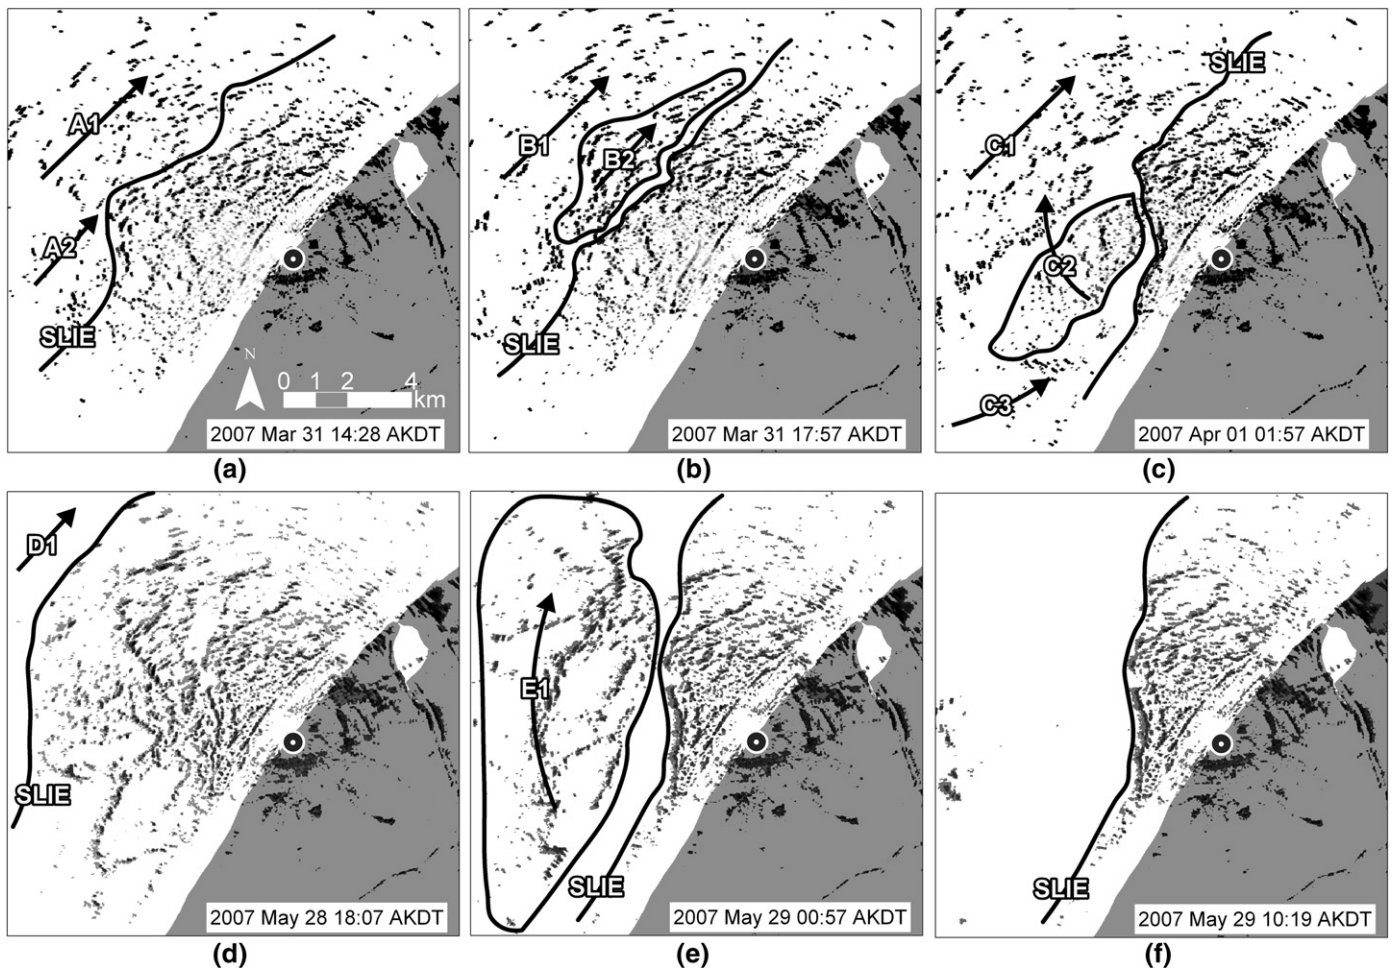 A1
A2
SLIE
N
0 1 2 4
km
2007 Mar 31 14:28 AKDT
(a)
B1
B2
SLIE
2007 Mar 31 17:57 AKDT
(b)
SLIE
C1
C2
C3
2007 Apr 01 01:57 AKDT
(c)
D1
SLIE
2007 May 28 18:07 AKDT
(d)
E1
SLIE
2007 May 29 00:57 AKDT
(e)
SLIE
2007 May 29 10:19 AKDT
(f)